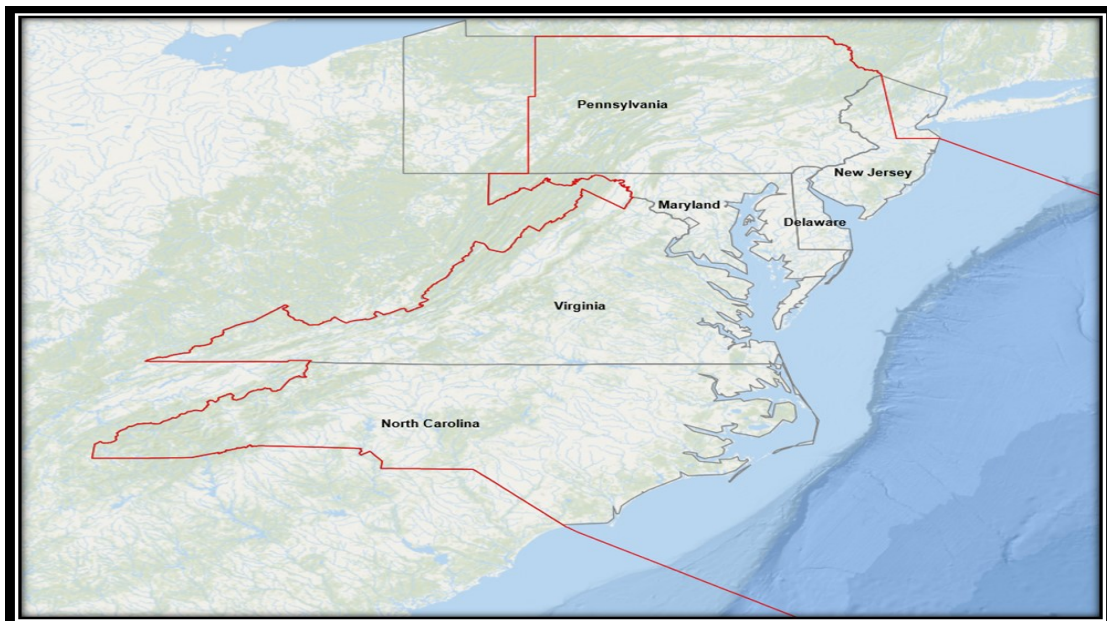 Pennsylvania
New Jersey
Maryland
Delaware
Virginia
North Carolina